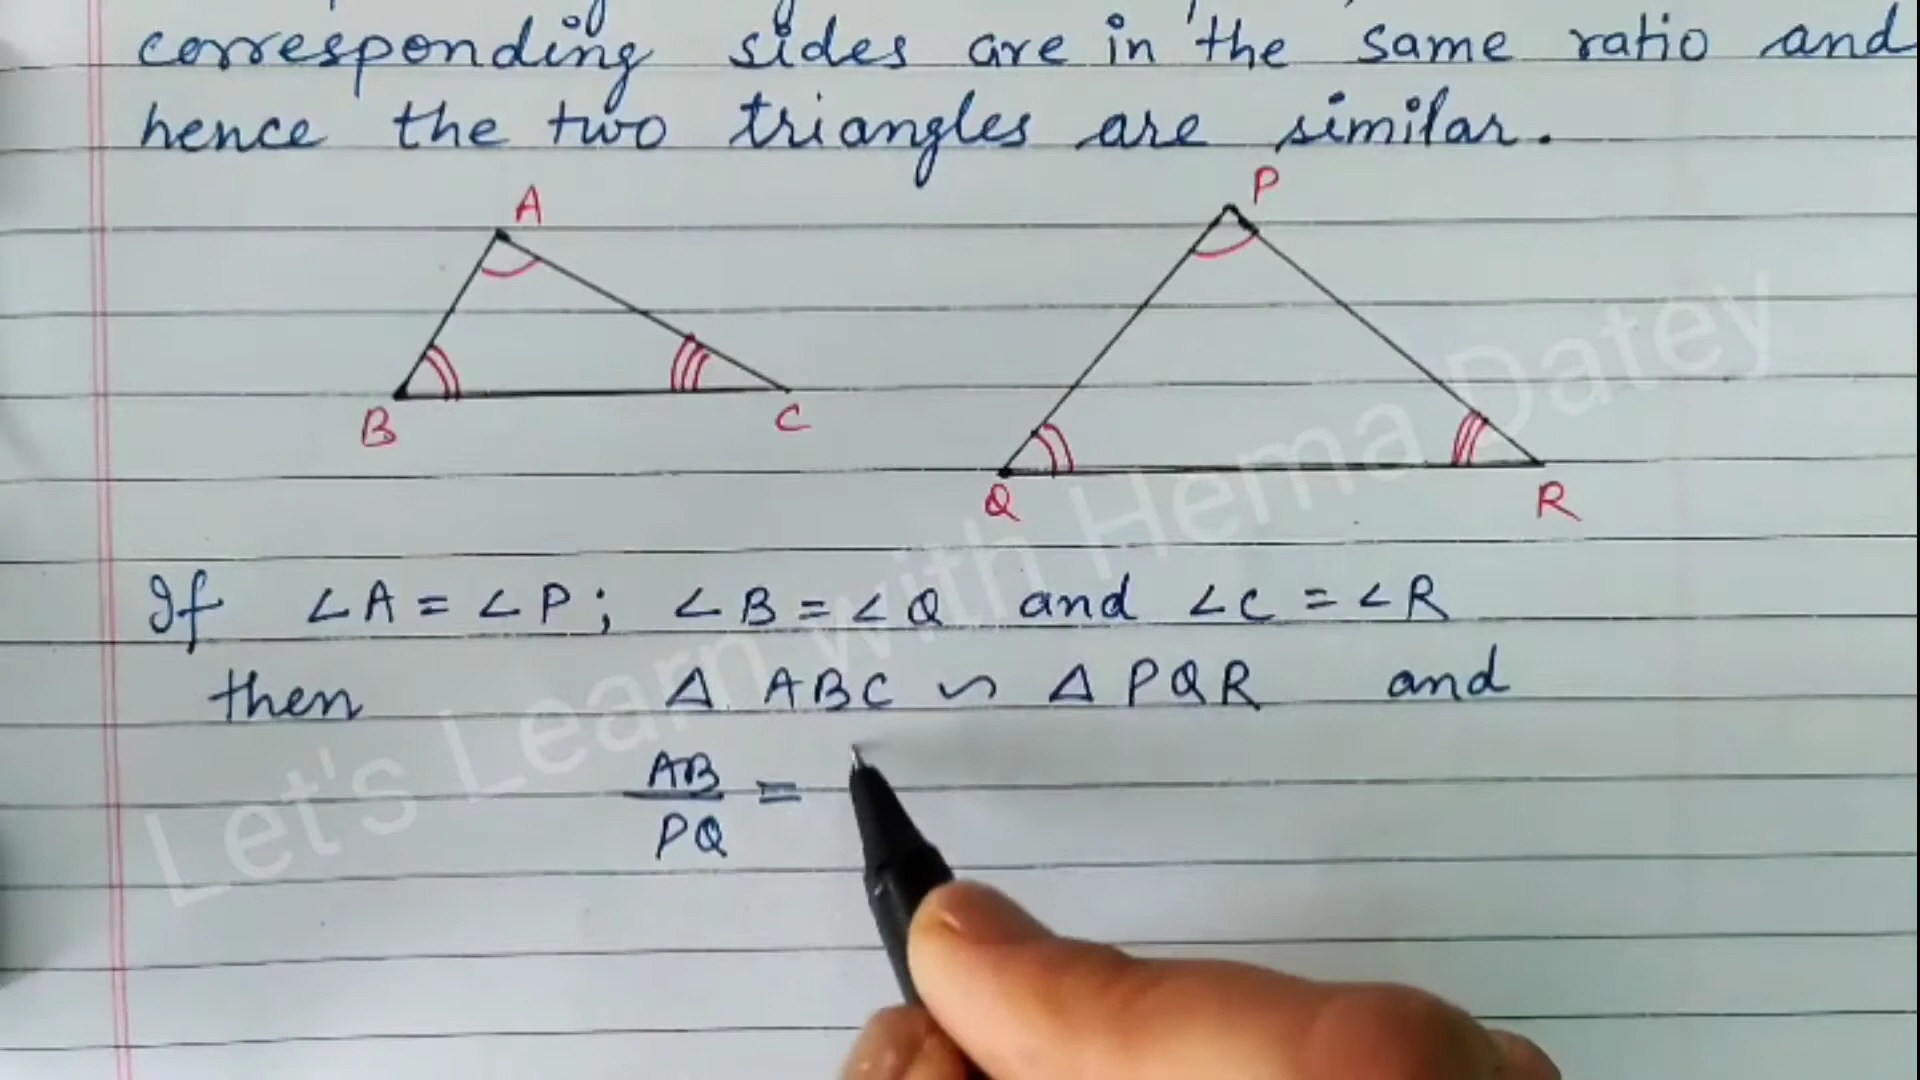 corresponding sides are in the same ratio and
hence the two triangles are similar.
A
P
B
C
Q
R
If ∠A = ∠P; ∠B = ∠Q and ∠C = ∠R
then Δ ABC ∽ Δ PQR and
AB
PQ
=
Let's Learn with Hema Datey